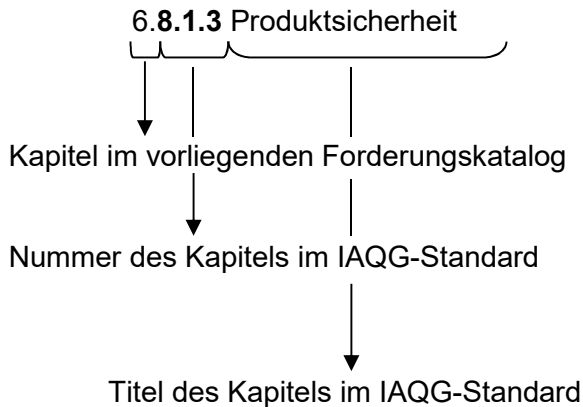 6.8.1.3 Produktsicherheit
Kapitel im vorliegenden Forderungskatalog
Nummer des Kapitels im IAQG-Standard
Titel des Kapitels im IAQG-Standard